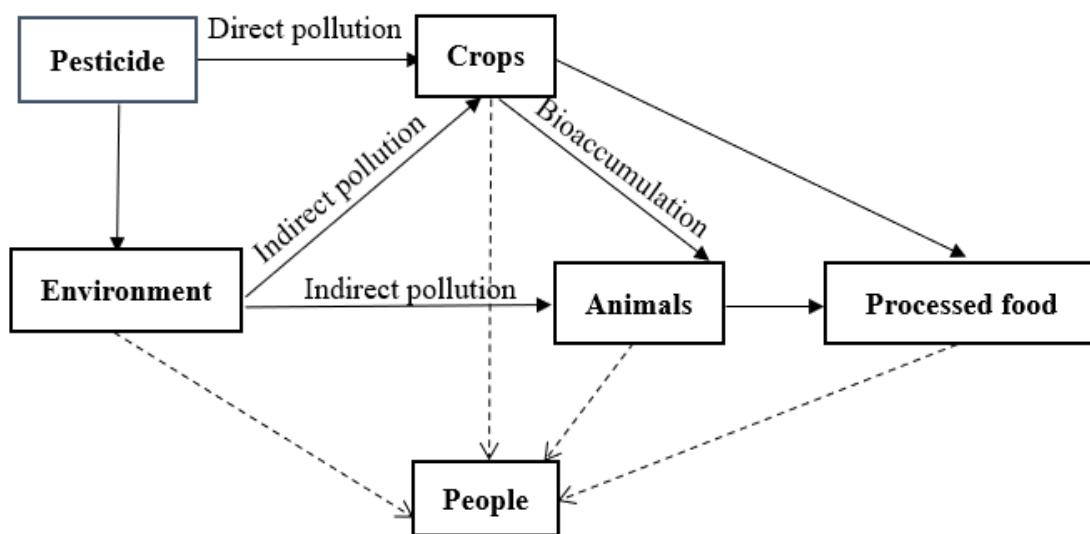 Direct pollution
Pesticide
Crops
Bioaccumulation
Indirect pollution
Environment
Indirect pollution
Animals
Processed food
People